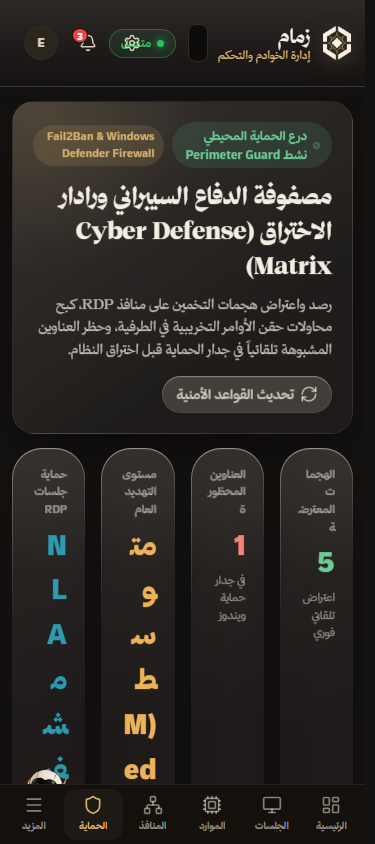 زمام
إدارة الخوادم والتحكم
3
E
درع الحماية المحيطي
نشط Perimeter Guard
Fail2Ban & Windows
Defender Firewall
مصفوفة الدفاع السيبراني ورادار
الاختراق (Cyber Defense
Matrix)
رصد واعتراض هجمات التخمين على منافذ RDP، كبح
محاولات حقن الأوامر التخريبية في الطرفية، وحظر العناوين
المشبوهة تلقائياً في جدار الحماية قبل اختراق النظام.
تحديث القواعد الأمنية
الهجما
ت
المعترض
ة
5
اعتراض
تلقائي
فوري
العناوين
المحظور
ة
1
في جدار
حماية
ويندوز
مستوى
التهديد
العام
مت
و
س
ط
(M
ed
حماية
جلسات
RDP
N
L
A
م
ش
ف
الرئيسية
الجلسات
الموارد
المنافذ
الحماية
المزيد